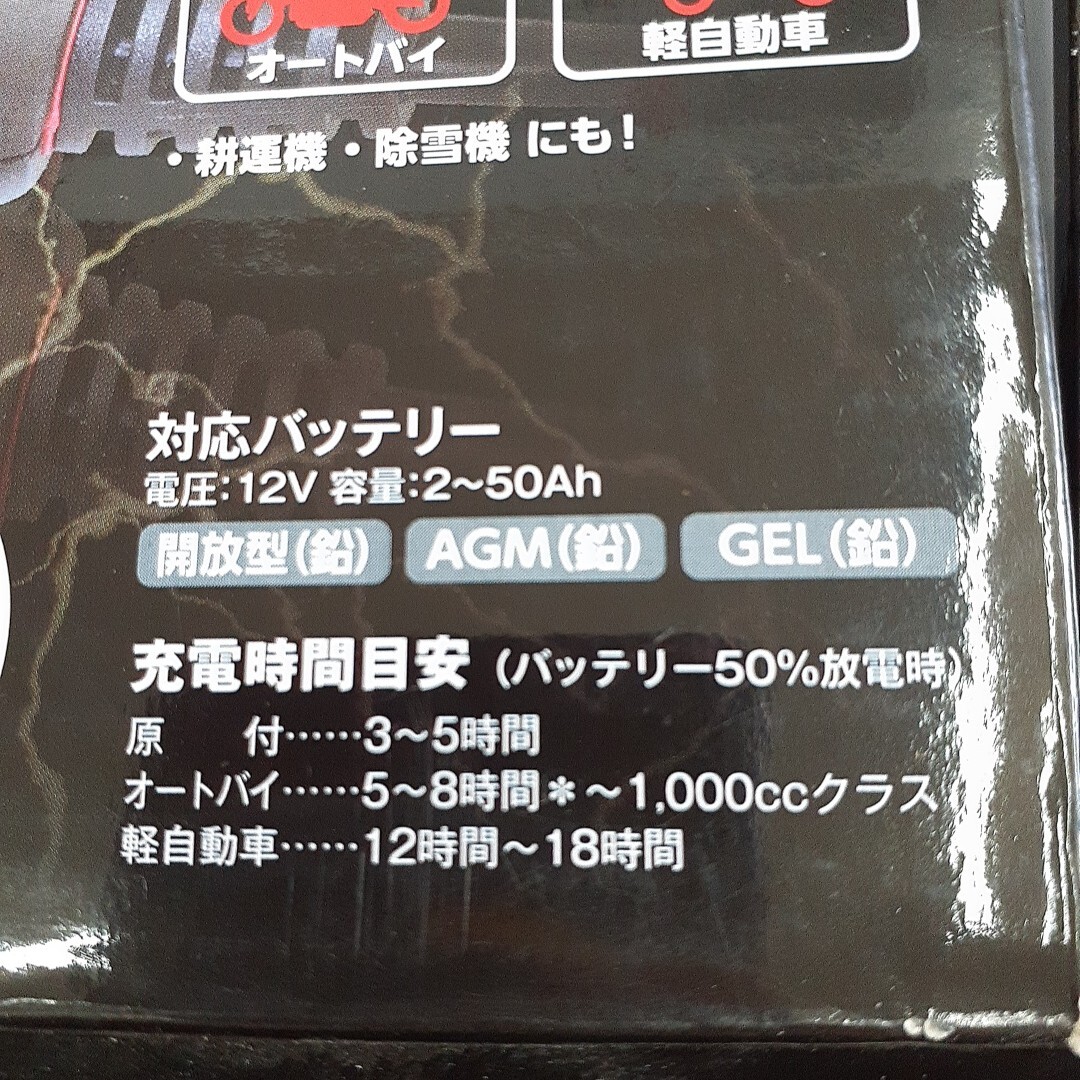 オートバイ
軽自動車
・耕運機・除雪機 にも!
対応バッテリー
電圧:12V 容量:2〜50Ah
開放型(鉛)
AGM(鉛)
GEL(鉛)
充電時間目安(バッテリー50%放電時)
原 付……3〜5時間
オートバイ……5〜8時間*〜1,000ccクラス
軽自動車……12時間〜18時間